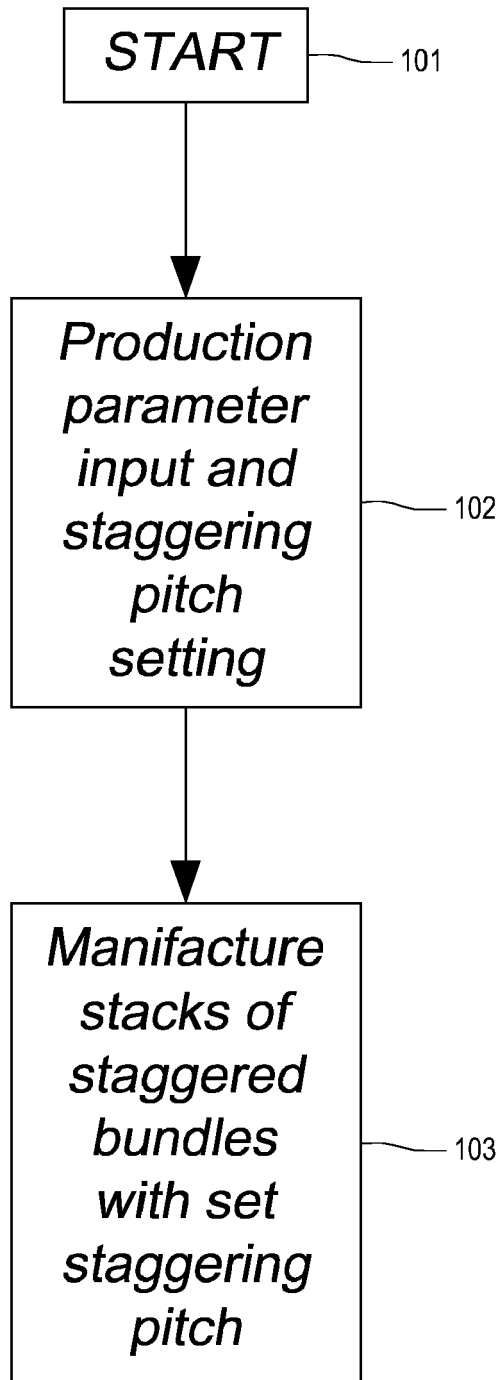 START
101
Production
parameter
input and
staggering
pitch
setting
102
Manifacture
stacks of
staggered
bundles
with set
staggering
pitch
103